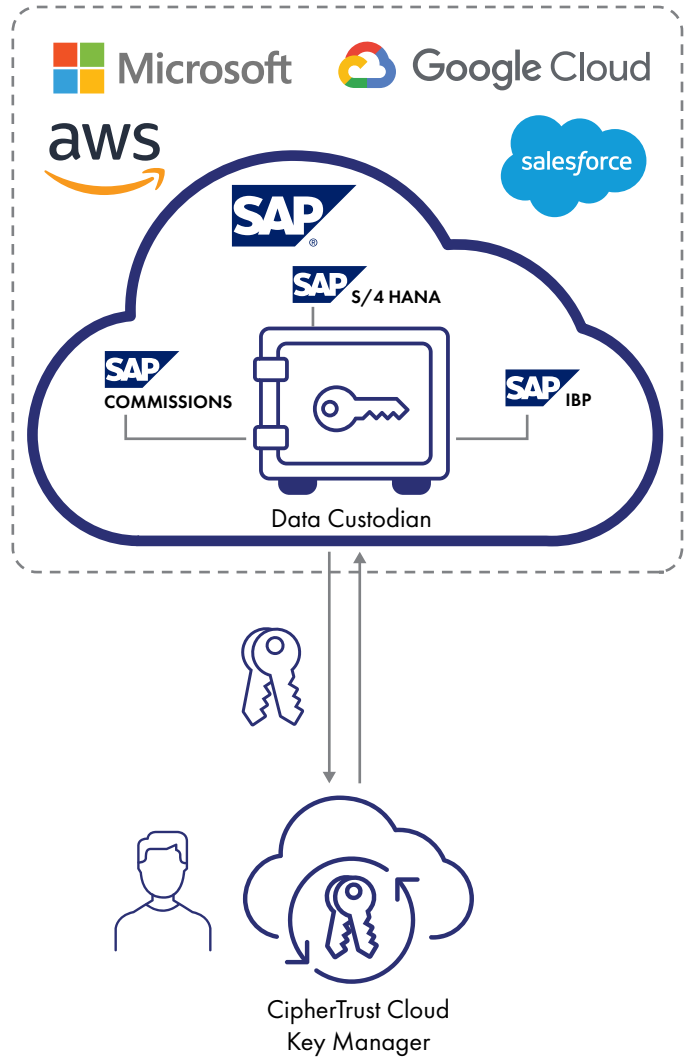 Microsoft
Google Cloud
aws
salesforce
SAP
®
SAP S/4 HANA
SAP
COMMISSIONS
SAP IBP
Data Custodian
CipherTrust Cloud
Key Manager